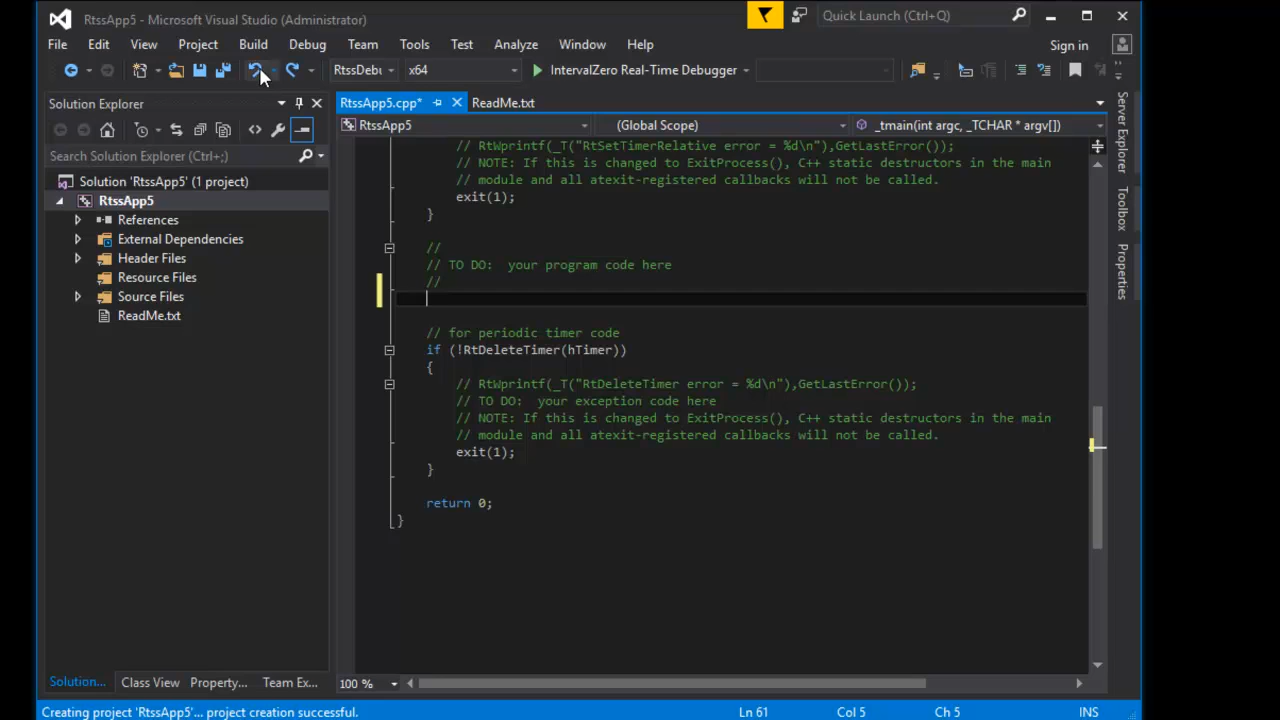 RtssApp5 - Microsoft Visual Studio (Administrator)
Quick Launch (Ctrl+Q)
File Edit View Project Build Debug Team Tools Test Analyze Window Help
Sign in
RtssDebu x64 IntervalZero Real-Time Debugger
Solution Explorer
Search Solution Explorer (Ctrl+;)
Solution 'RtssApp5' (1 project)
RtssApp5
References
External Dependencies
Header Files
Resource Files
Source Files
ReadMe.txt
Solution... Class View Property... Team Ex...
RtssApp5.cpp* ReadMe.txt
RtssApp5 (Global Scope) _tmain(int argc, _TCHAR * argv[])
// RtWprintf(_T("RtSetTimerRelative error = %d\n"),GetLastError());
// NOTE: If this is changed to ExitProcess(), C++ static destructors in the main
// module and all atexit-registered callbacks will not be called.
exit(1);
}
//
// TO DO:  your program code here
//
// for periodic timer code
if (!RtDeleteTimer(hTimer))
{
// RtWprintf(_T("RtDeleteTimer error = %d\n"),GetLastError());
// TO DO:  your exception code here
// NOTE: If this is changed to ExitProcess(), C++ static destructors in the main
// module and all atexit-registered callbacks will not be called.
exit(1);
}
return 0;
}
100 %
Server Explorer
Toolbox
Properties
Creating project 'RtssApp5'... project creation successful. Ln 61 Col 5 Ch 5 INS